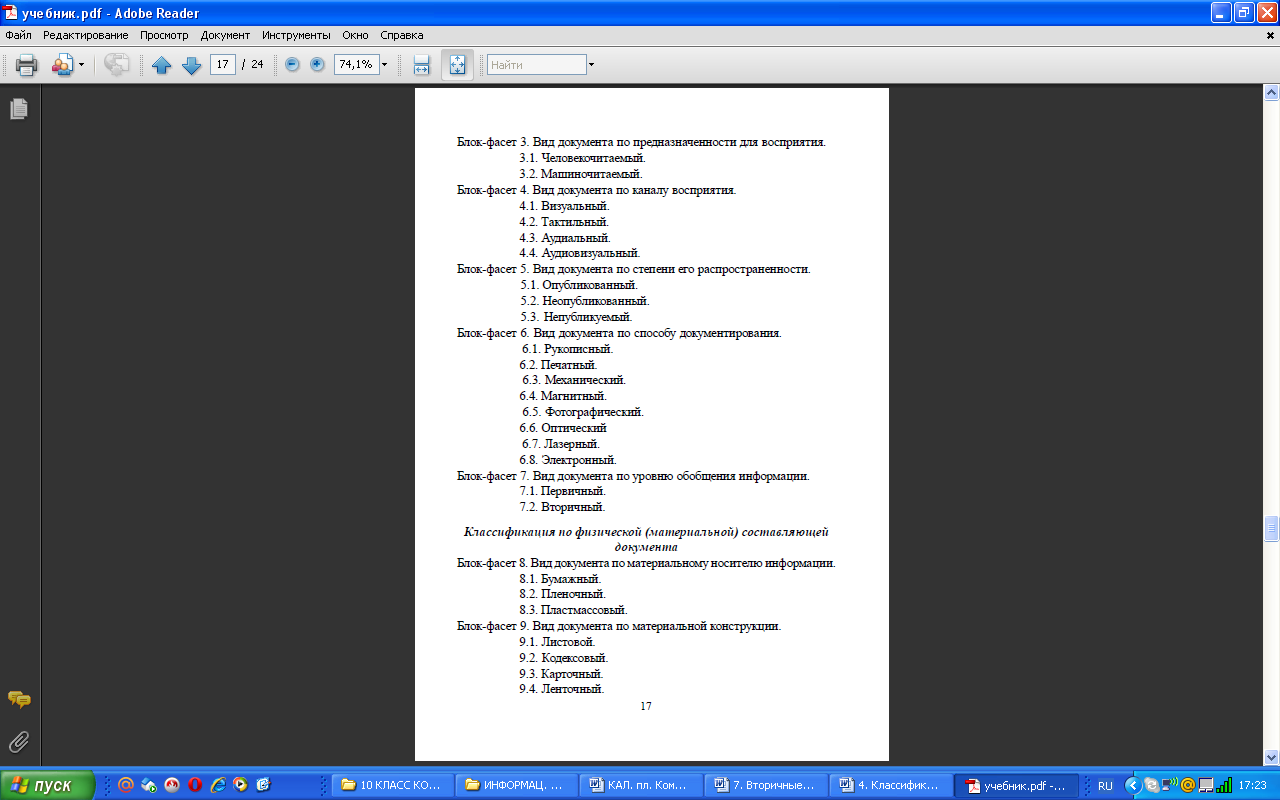 учебник.pdf - Adobe Reader
Файл Редактирование Просмотр Документ Инструменты Окно Справка
17 / 24 74,1% Найти
Блок-фасет 3. Вид документа по предназначенности для восприятия.
3.1. Человекочитаемый.
3.2. Машиночитаемый.
Блок-фасет 4. Вид документа по каналу восприятия.
4.1. Визуальный.
4.2. Тактильный.
4.3. Аудиальный.
4.4. Аудиовизуальный.
Блок-фасет 5. Вид документа по степени его распространенности.
5.1. Опубликованный.
5.2. Неопубликованный.
5.3. Непубликуемый.
Блок-фасет 6. Вид документа по способу документирования.
6.1. Рукописный.
6.2. Печатный.
6.3. Механический.
6.4. Магнитный.
6.5. Фотографический.
6.6. Оптический
6.7. Лазерный.
6.8. Электронный.
Блок-фасет 7. Вид документа по уровню обобщения информации.
7.1. Первичный.
7.2. Вторичный.
Классификация по физической (материальной) составляющей
документа
Блок-фасет 8. Вид документа по материальному носителю информации.
8.1. Бумажный.
8.2. Пленочный.
8.3. Пластмассовый.
Блок-фасет 9. Вид документа по материальной конструкции.
9.1. Листовой.
9.2. Кодексовый.
9.3. Карточный.
9.4. Ленточный.
17
пуск 10 КЛАСС КО... ИНФОРМАЦ. ... КАЛ. пл. Ком... 7. Вторичные... 4. Классифик... учебник.pdf -... RU 17:23